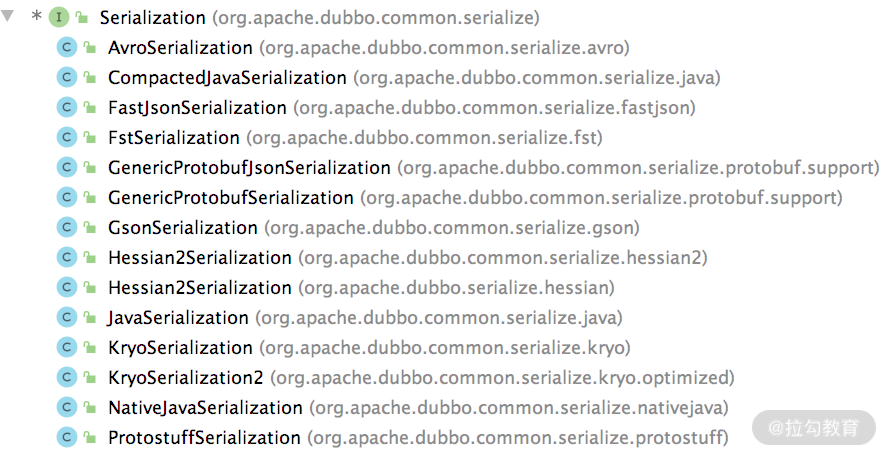 * I Serialization (org.apache.dubbo.common.serialize)
C AvroSerialization (org.apache.dubbo.common.serialize.avro)
C CompactedJavaSerialization (org.apache.dubbo.common.serialize.java)
C FastJsonSerialization (org.apache.dubbo.common.serialize.fastjson)
C FstSerialization (org.apache.dubbo.common.serialize.fst)
C GenericProtobufJsonSerialization (org.apache.dubbo.common.serialize.protobuf.support)
C GenericProtobufSerialization (org.apache.dubbo.common.serialize.protobuf.support)
C GsonSerialization (org.apache.dubbo.common.serialize.gson)
C Hessian2Serialization (org.apache.dubbo.common.serialize.hessian2)
C Hessian2Serialization (org.apache.dubbo.serialize.hessian)
C JavaSerialization (org.apache.dubbo.common.serialize.java)
C KryoSerialization (org.apache.dubbo.common.serialize.kryo)
C KryoSerialization2 (org.apache.dubbo.common.serialize.kryo.optimized)
C NativeJavaSerialization (org.apache.dubbo.common.serialize.nativejava)
C ProtostuffSerialization (org.apache.dubbo.common.serialize.protostuff)
@拉勾教育